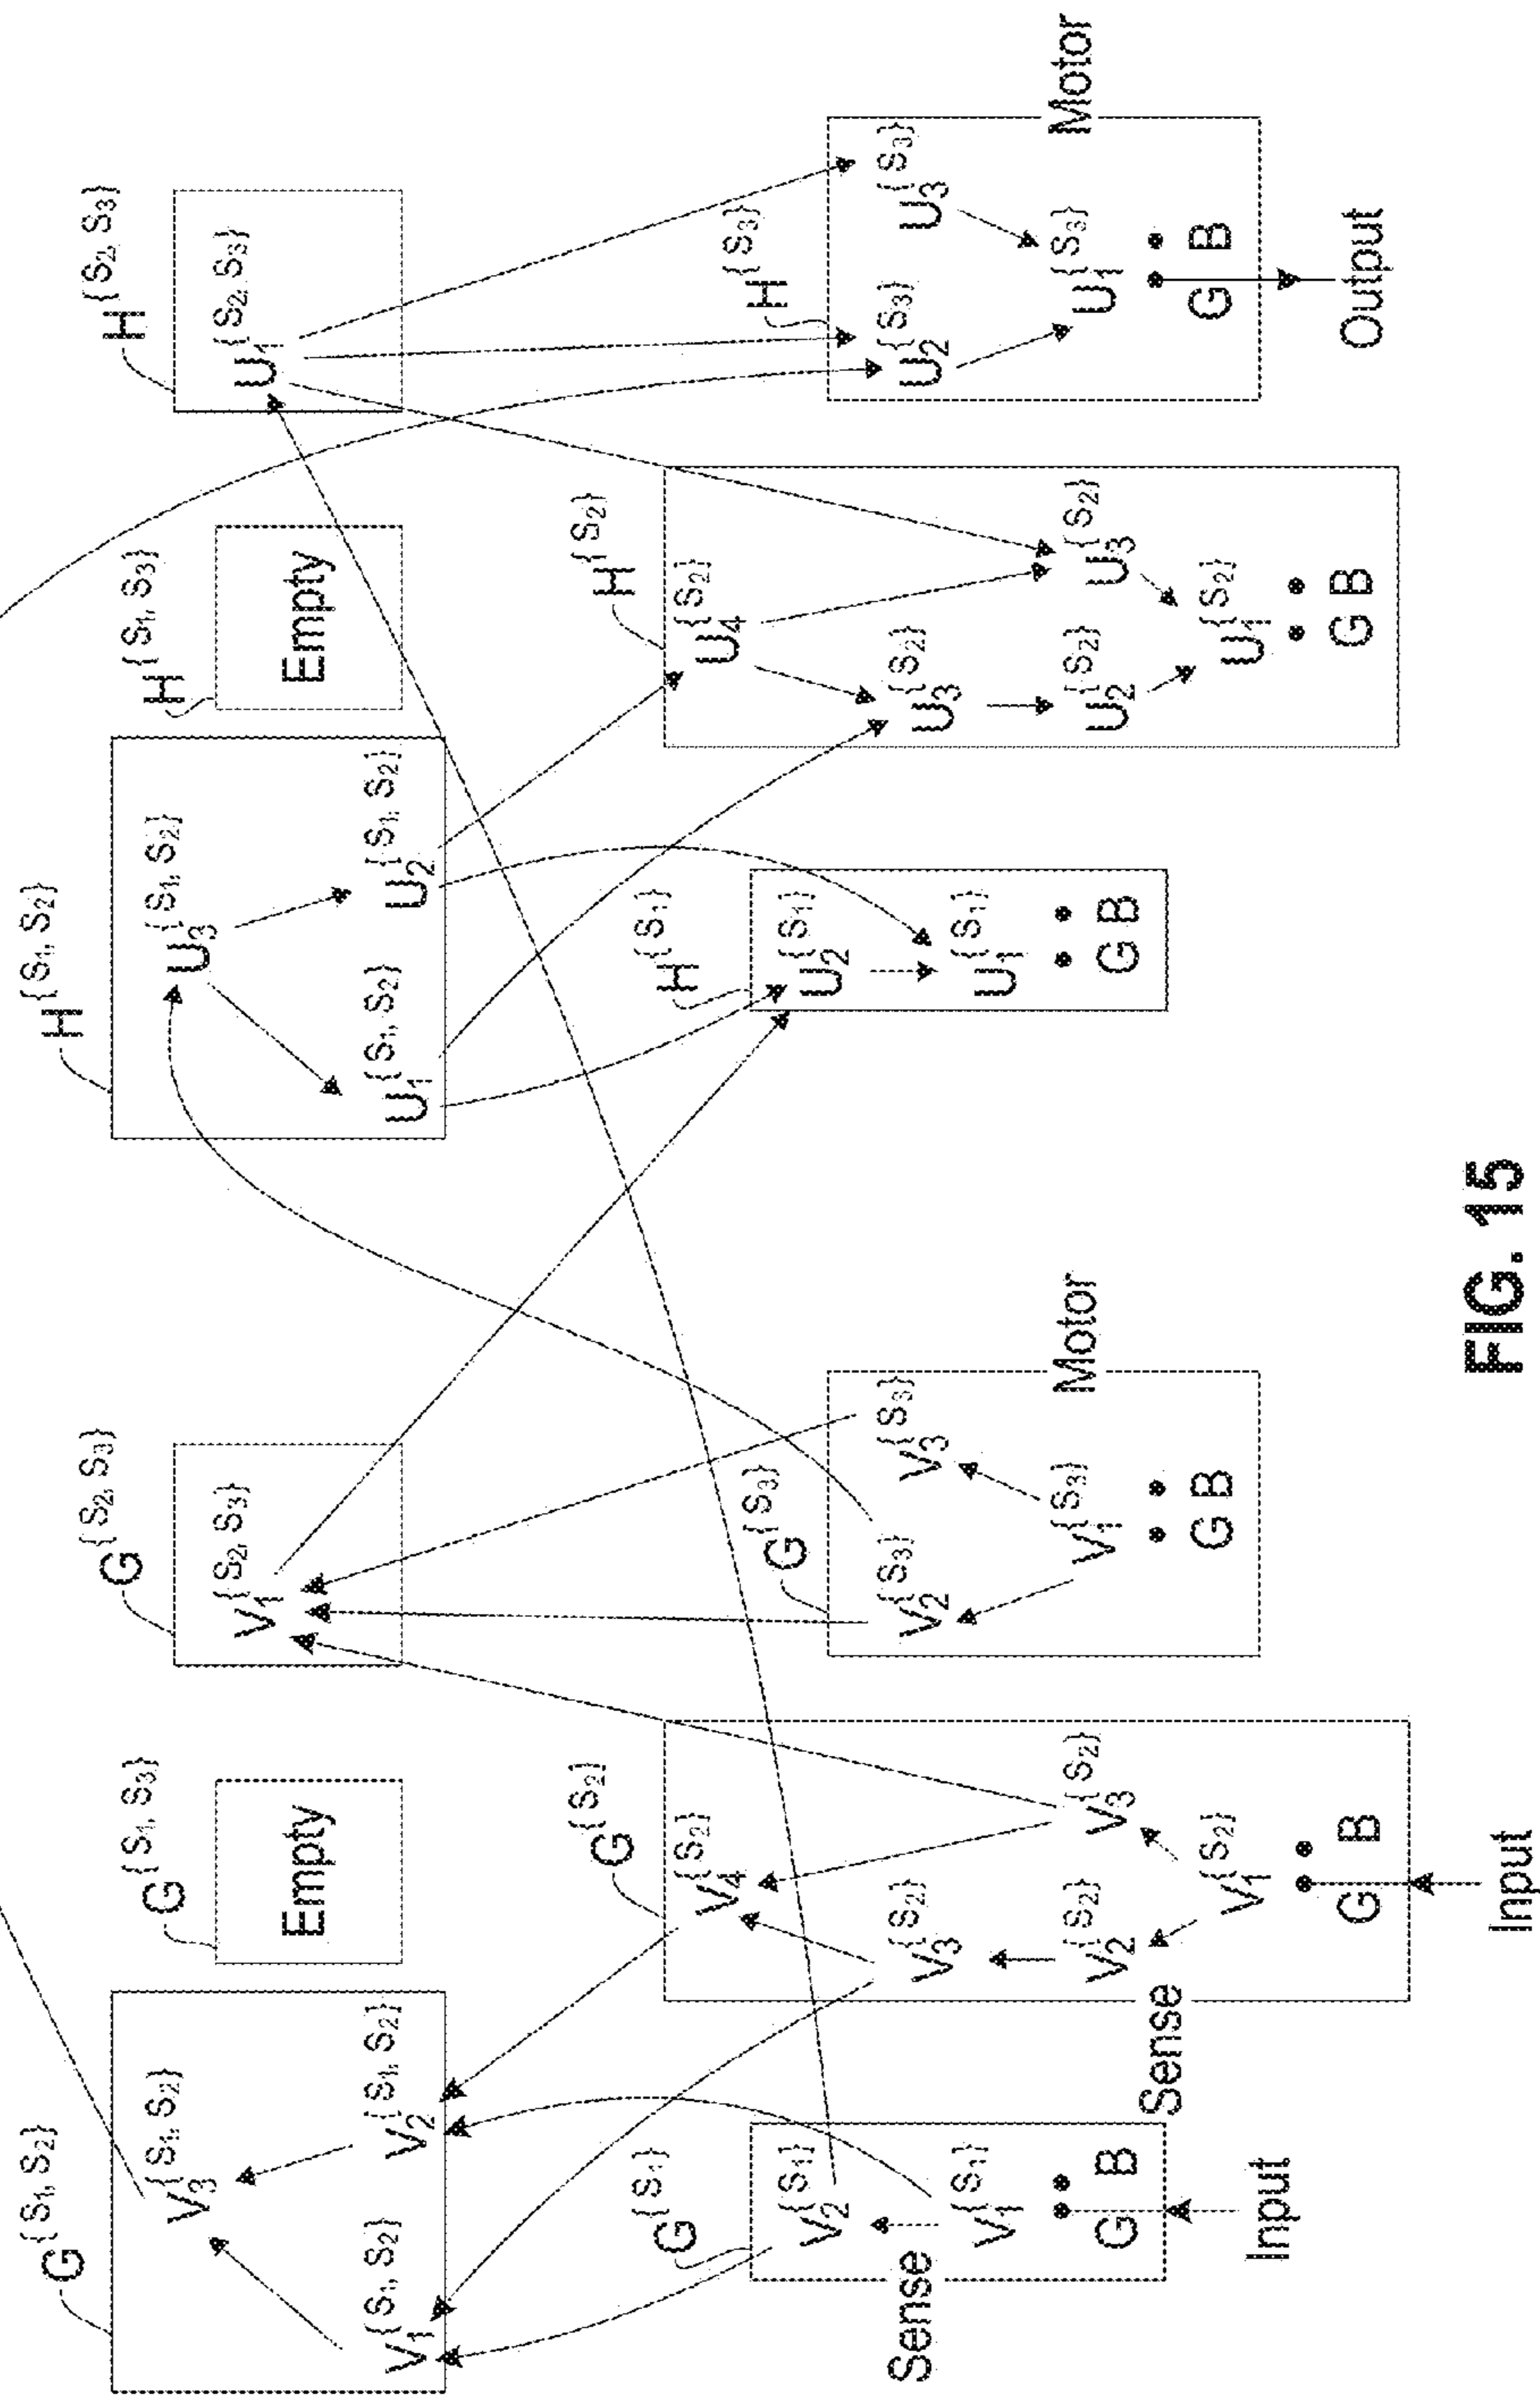 G{S1, S2}
V3{S1, S2}
V1{S1, S2}
V2{S1, S2}
G{S1, S3}
Empty
G{S2, S3}
V1{S2, S3}
G{S1}
V2{S1}
V1{S1}
G B
Sense
Input
G{S2}
V4{S2}
V3{S2}
V2{S2}
V3{S2}
V1{S2}
G B
Sense
Input
G{S3}
V2{S3}
V3{S3}
V1{S3}
G B
Motor
H{S1, S2}
U3{S1, S2}
U1{S1, S2}
U2{S1, S2}
H{S1, S3}
Empty
H{S2, S3}
U1{S2, S3}
H{S1}
U2{S1}
U1{S1}
G B
H{S2}
U4{S2}
U3{S2}
U2{S2}
U3{S2}
U1{S2}
G B
H{S3}
U2{S3}
U3{S3}
U1{S3}
G B
Motor
Output
FIG. 15